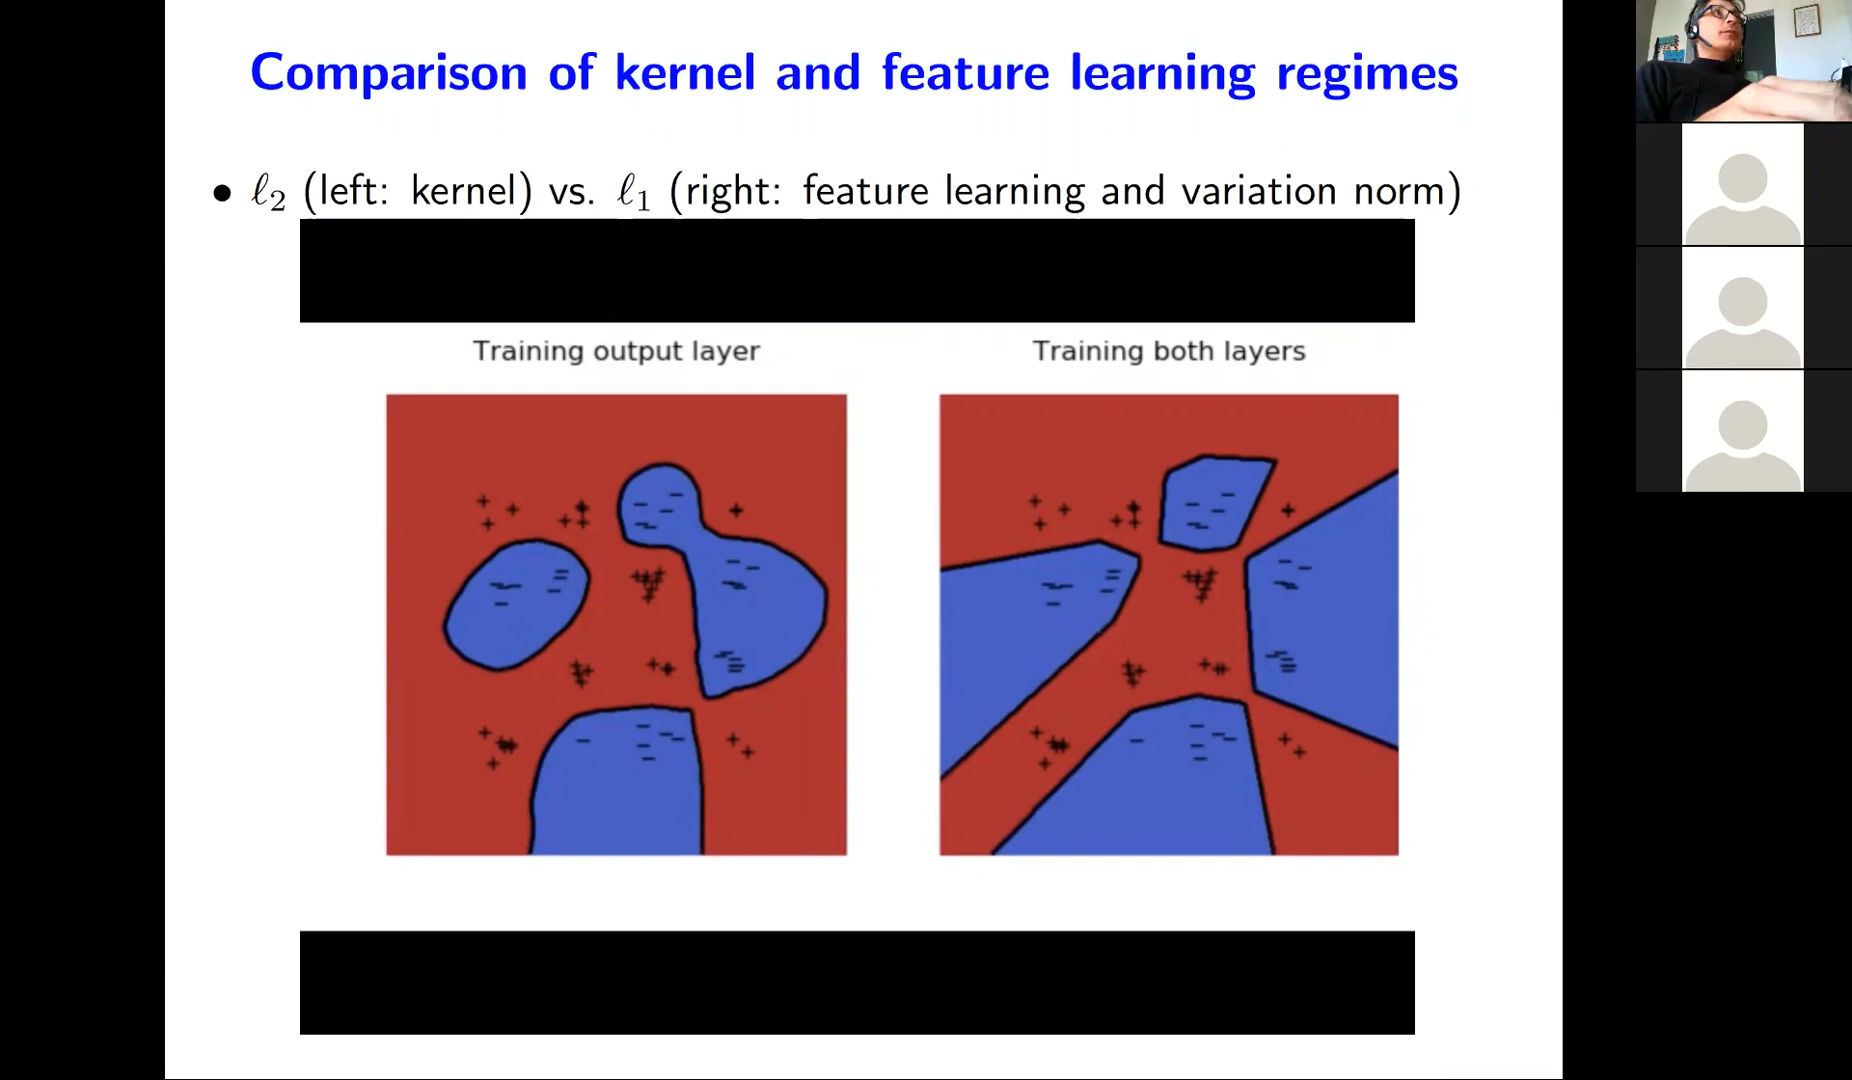 Comparison of kernel and feature learning regimes
• ℓ₂ (left: kernel) vs. ℓ₁ (right: feature learning and variation norm)
Training output layer
Training both layers